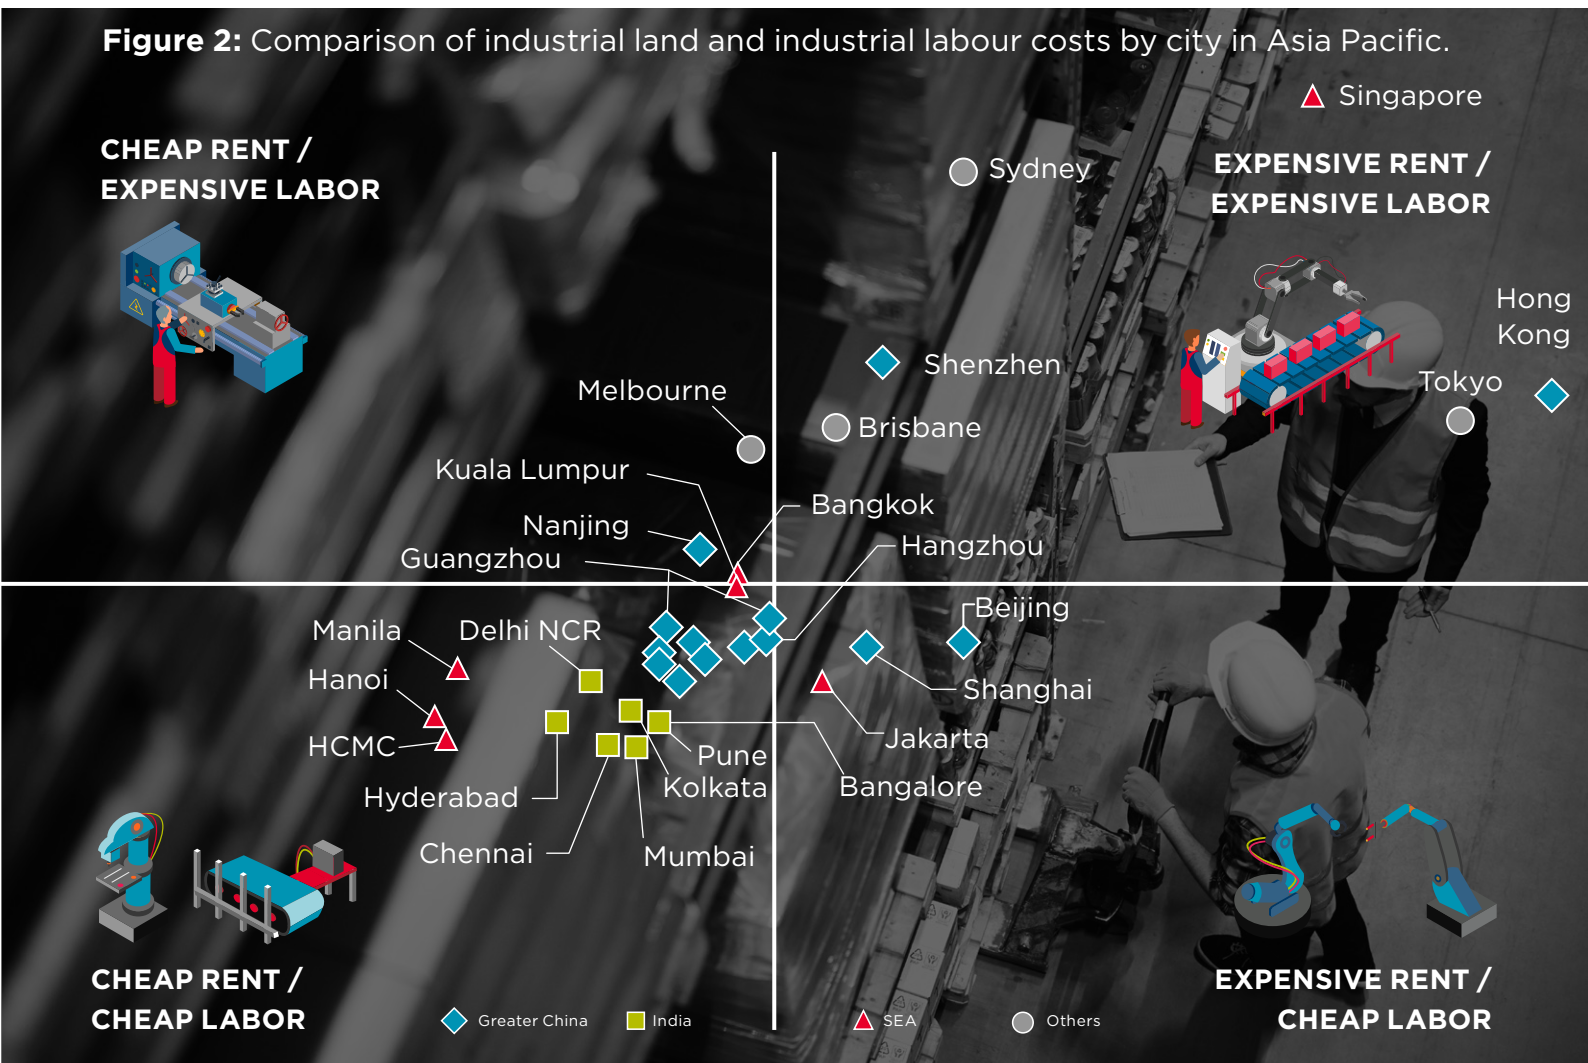 Figure 2: Comparison of industrial land and industrial labour costs by city in Asia Pacific.
Singapore
CHEAP RENT /
EXPENSIVE LABOR
Sydney
EXPENSIVE RENT /
EXPENSIVE LABOR
Hong
Kong
Shenzhen
Tokyo
Melbourne
Brisbane
Kuala Lumpur
Bangkok
Nanjing
Hangzhou
Guangzhou
Beijing
Manila
Delhi NCR
Hanoi
Shanghai
HCMC
Jakarta
Pune
Kolkata
Bangalore
Hyderabad
Chennai
Mumbai
CHEAP RENT /
CHEAP LABOR
EXPENSIVE RENT /
CHEAP LABOR
Greater China
India
SEA
Others